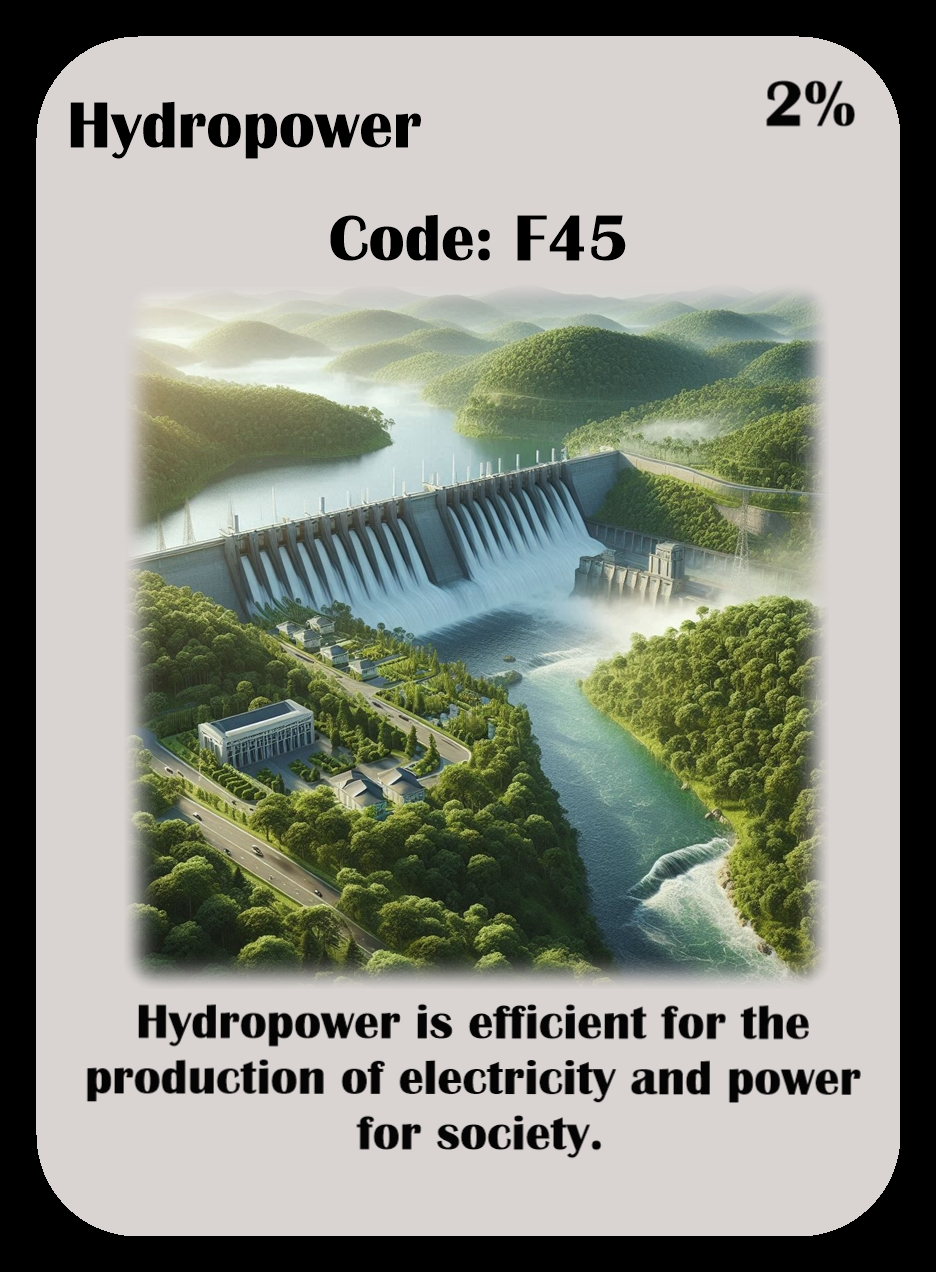 Hydropower
2%
Code: F45
Hydropower is efficient for the
production of electricity and power
for society.